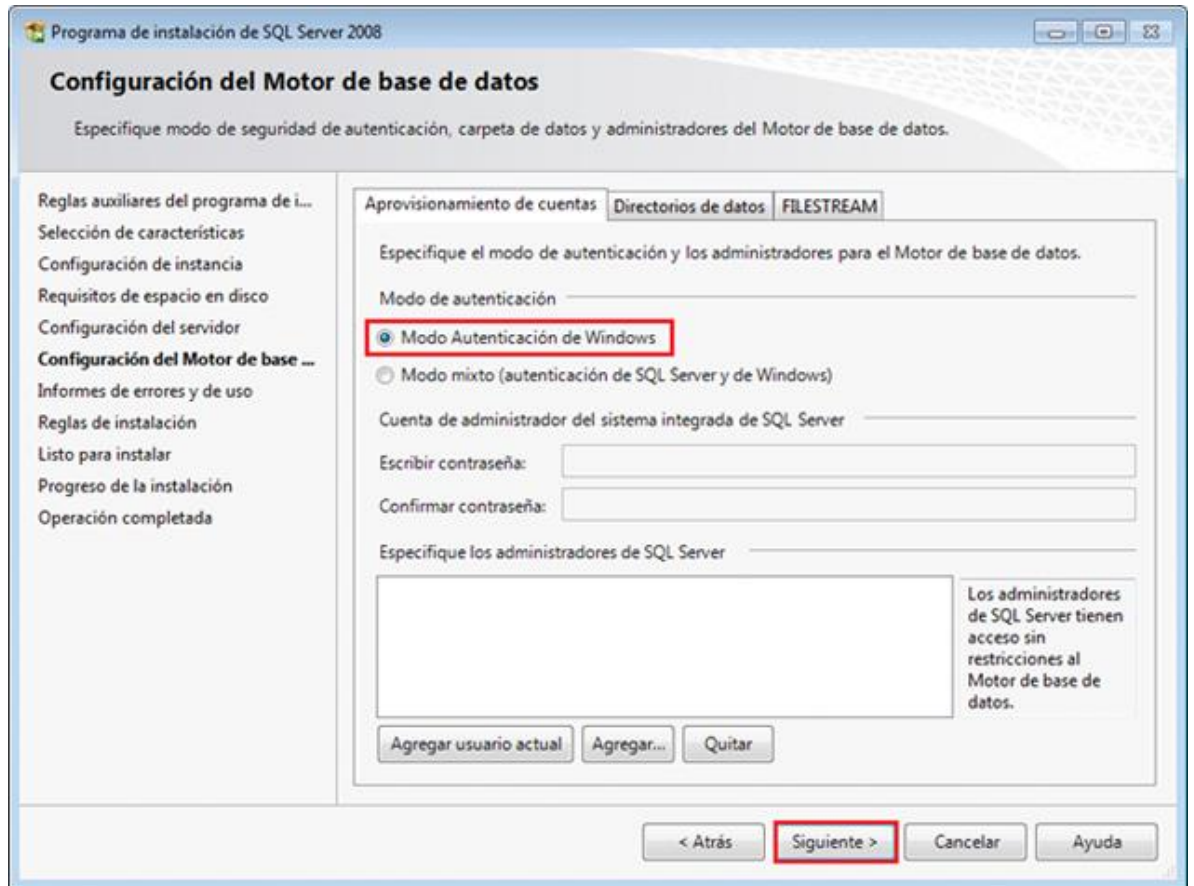 Programa de instalación de SQL Server 2008
Configuración del Motor de base de datos
Especifique modo de seguridad de autenticación, carpeta de datos y administradores del Motor de base de datos.
Reglas auxiliares del programa de i...
Selección de características
Configuración de instancia
Requisitos de espacio en disco
Configuración del servidor
Configuración del Motor de base ...
Informes de errores y de uso
Reglas de instalación
Listo para instalar
Progreso de la instalación
Operación completada
Aprovisionamiento de cuentas
Directorios de datos
FILESTREAM
Especifique el modo de autenticación y los administradores para el Motor de base de datos.
Modo de autenticación
Modo Autenticación de Windows
Modo mixto (autenticación de SQL Server y de Windows)
Cuenta de administrador del sistema integrada de SQL Server
Escribir contraseña:
Confirmar contraseña:
Especifique los administradores de SQL Server
Los administradores
de SQL Server tienen
acceso sin
restricciones al
Motor de base de
datos.
Agregar usuario actual
Agregar...
Quitar
< Atrás
Siguiente >
Cancelar
Ayuda